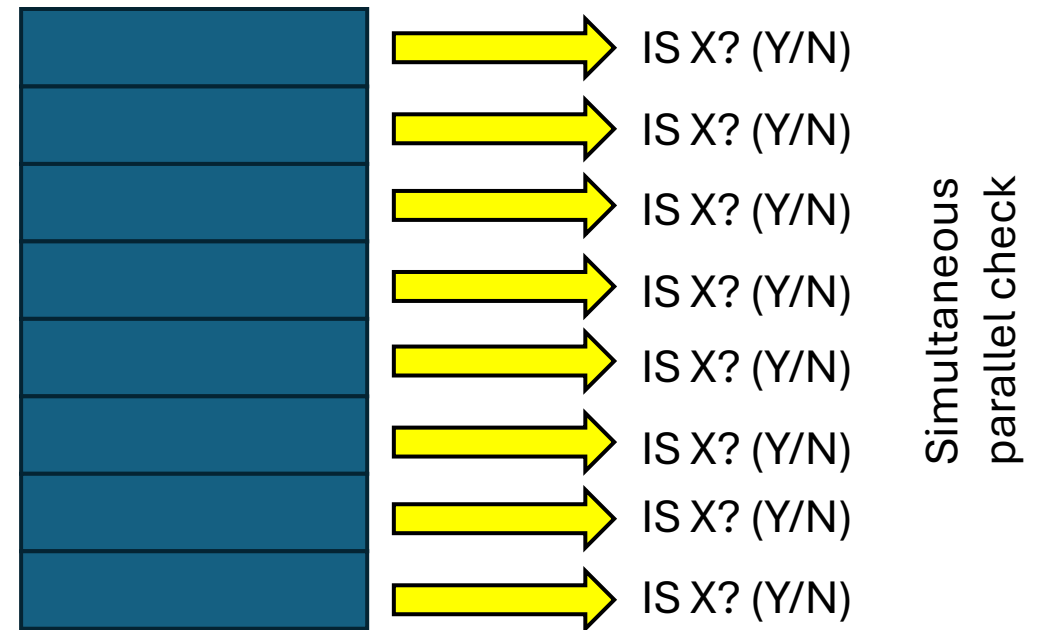 IS X? (Y/N)
IS X? (Y/N)
IS X? (Y/N)
IS X? (Y/N)
IS X? (Y/N)
IS X? (Y/N)
IS X? (Y/N)
IS X? (Y/N)
Simultaneous
parallel check